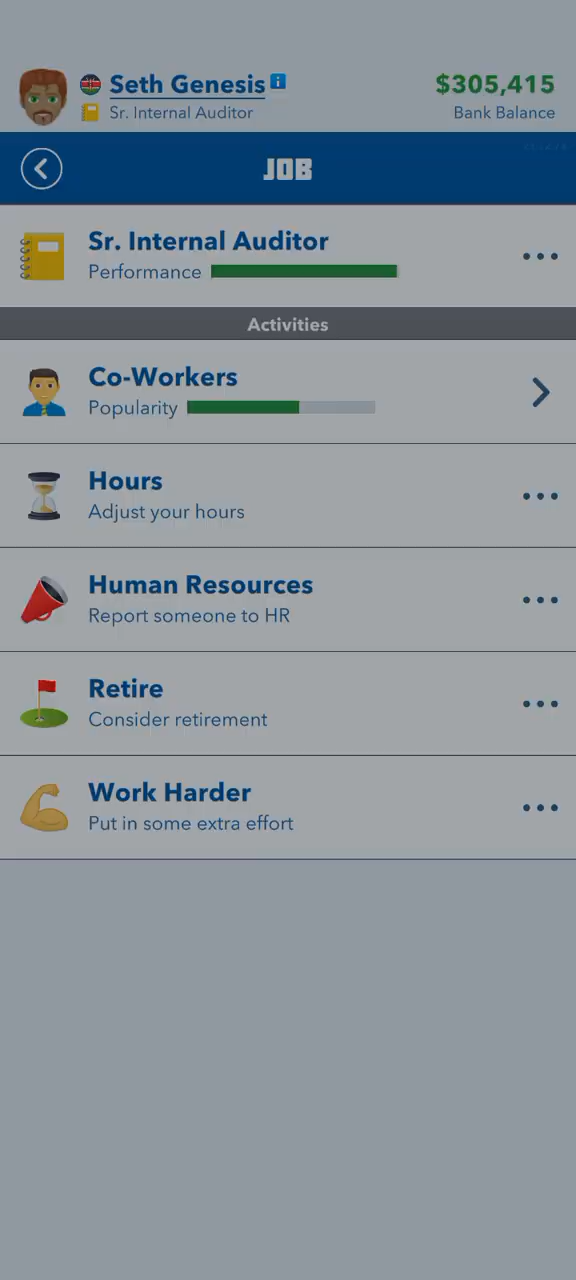 Seth Genesis
$305,415
Sr. Internal Auditor
Bank Balance
JOB
Sr. Internal Auditor
Performance
Activities
Co-Workers
Popularity
Hours
Adjust your hours
Human Resources
Report someone to HR
Retire
Consider retirement
Work Harder
Put in some extra effort